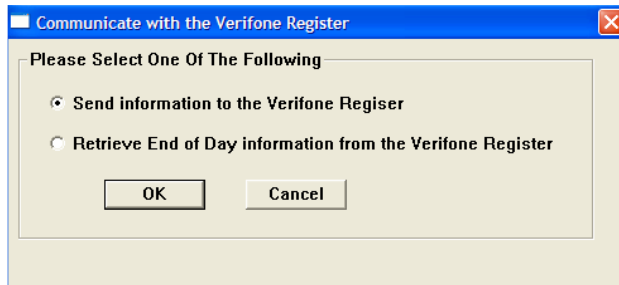 Communicate with the Verifone Register
Please Select One Of The Following
Send information to the Verifone Regiser
Retrieve End of Day information from the Verifone Register
OK Cancel